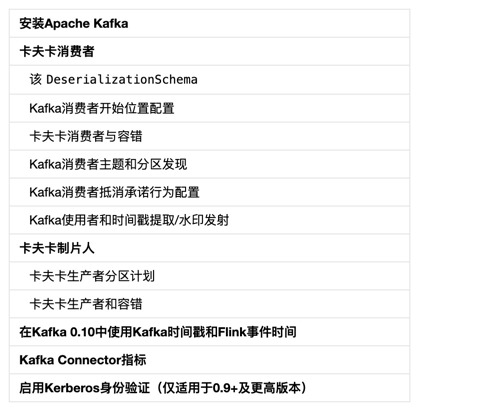 安装Apache Kafka
卡夫卡消费者
该 DeserializationSchema
Kafka消费者开始位置配置
卡夫卡消费者与容错
Kafka消费者主题和分区发现
Kafka消费者抵消承诺行为配置
Kafka使用者和时间戳提取/水印发射
卡夫卡制片人
卡夫卡生产者分区计划
卡夫卡生产者和容错
在Kafka 0.10中使用Kafka时间戳和Flink事件时间
Kafka Connector指标
启用Kerberos身份验证（仅适用于0.9+及更高版本）